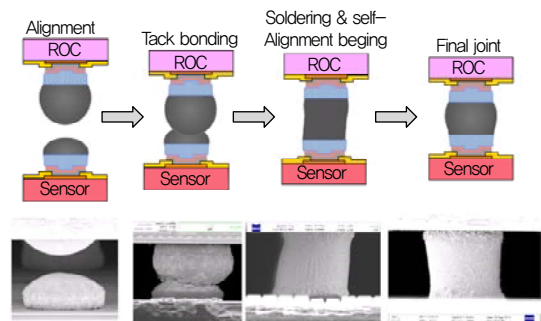 Alignment
Tack bonding
Soldering & self-
Alignment beging
Final joint
ROC
ROC
ROC
ROC
Sensor
Sensor
Sensor
Sensor